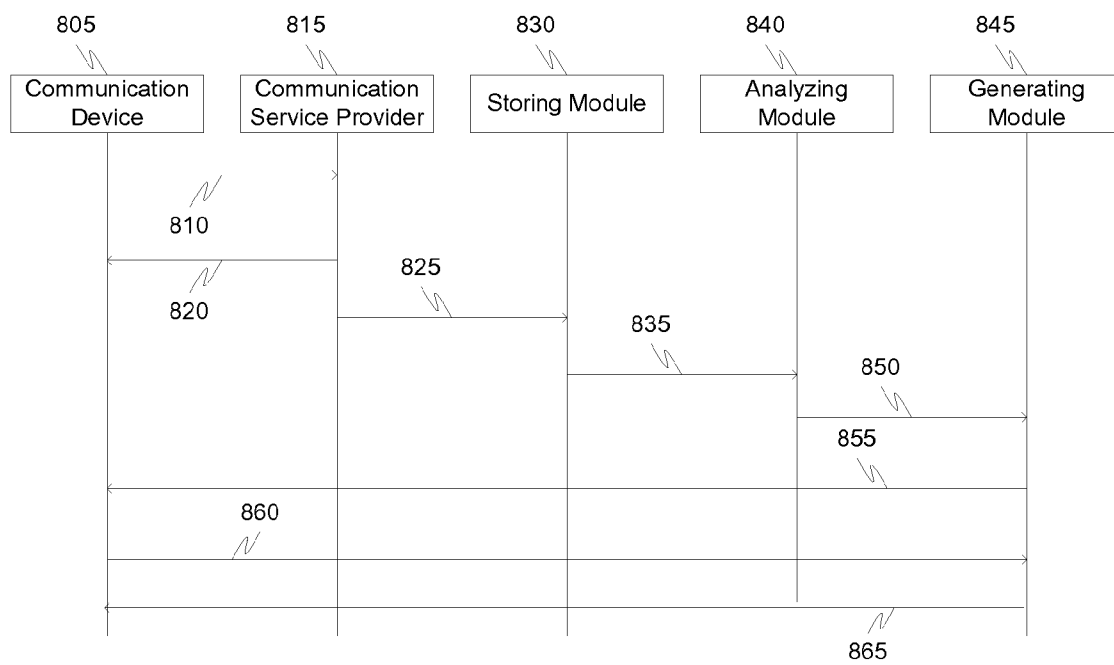 805
815
830
840
845
Communication
Device
Communication
Service Provider
Storing Module
Analyzing
Module
Generating
Module
810
820
825
835
850
855
860
865